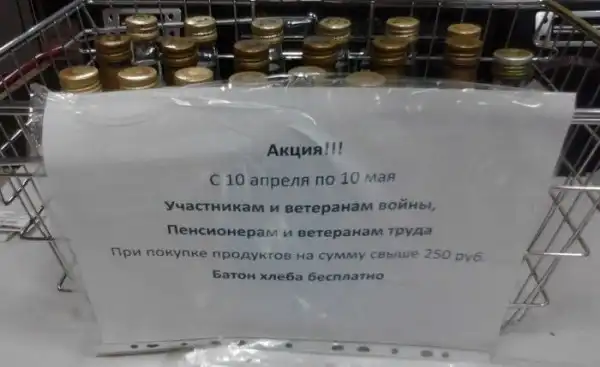 Акция!!!
С 10 апреля по 10 мая
Участникам и ветеранам войны,
Пенсионерам и ветеранам труда
При покупке продуктов на сумму свыше 250 руб.
Батон хлеба бесплатно